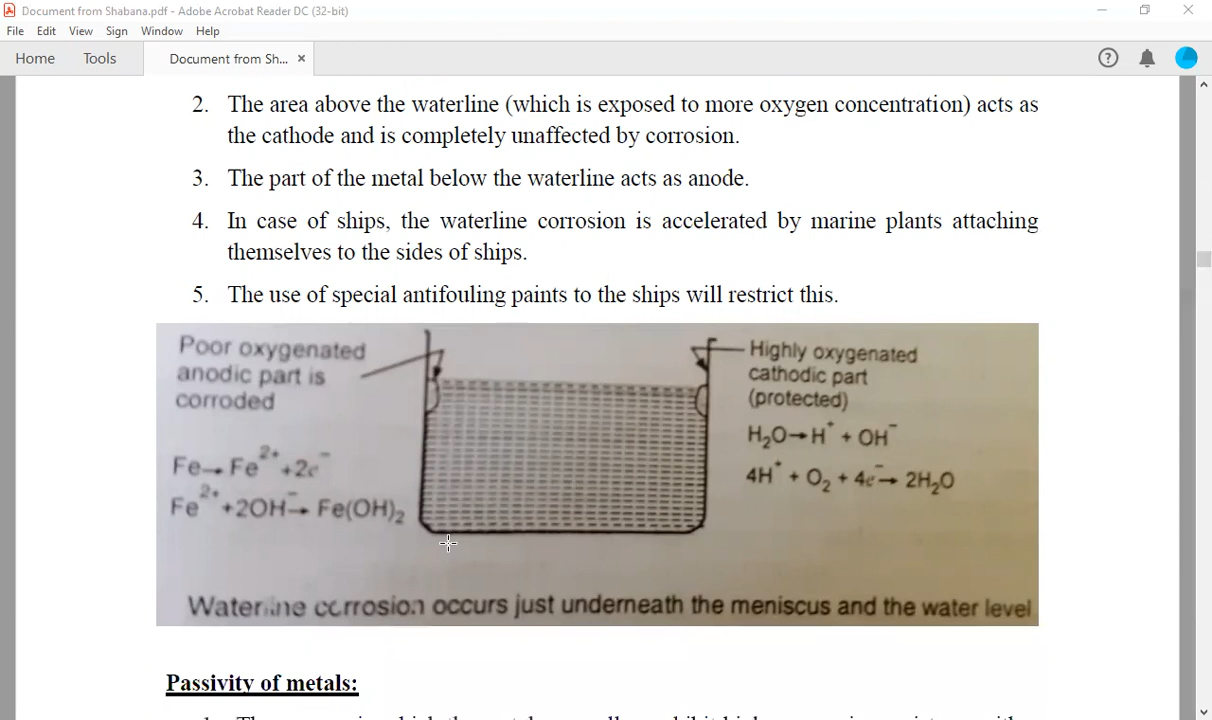 Document from Shabana.pdf - Adobe Acrobat Reader DC (32-bit)
File Edit View Sign Window Help
Home Tools Document from Sh... ×
2. The area above the waterline (which is exposed to more oxygen concentration) acts as
the cathode and is completely unaffected by corrosion.
3. The part of the metal below the waterline acts as anode.
4. In case of ships, the waterline corrosion is accelerated by marine plants attaching
themselves to the sides of ships.
5. The use of special antifouling paints to the ships will restrict this.
Poor oxygenated
anodic part is
corroded
Fe→Fe²⁺+2e⁻
Fe²⁺+2OH⁻→ Fe(OH)₂
Highly oxygenated
cathodic part
(protected)
H₂O→H⁺ + OH⁻
4H⁺ + O₂ + 4e⁻→ 2H₂O
Waterline corrosion occurs just underneath the meniscus and the water level
Passivity of metals: